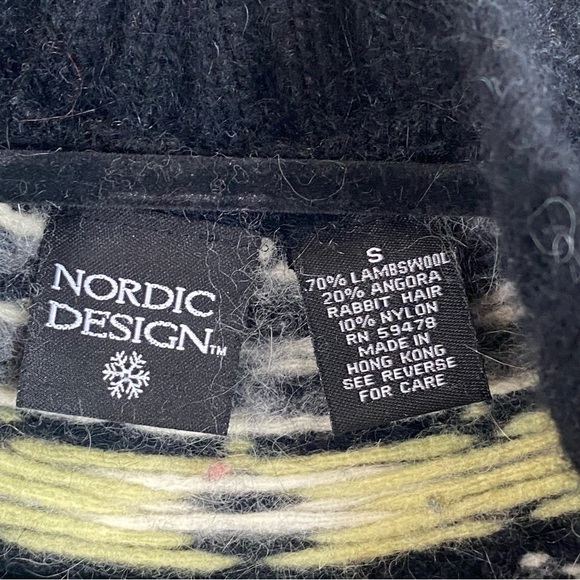 NORDIC
DESIGN™
S
70% LAMBSWOOL
20% ANGORA
RABBIT HAIR
10% NYLON
RN 59478
MADE IN
HONG KONG
SEE REVERSE
FOR CARE